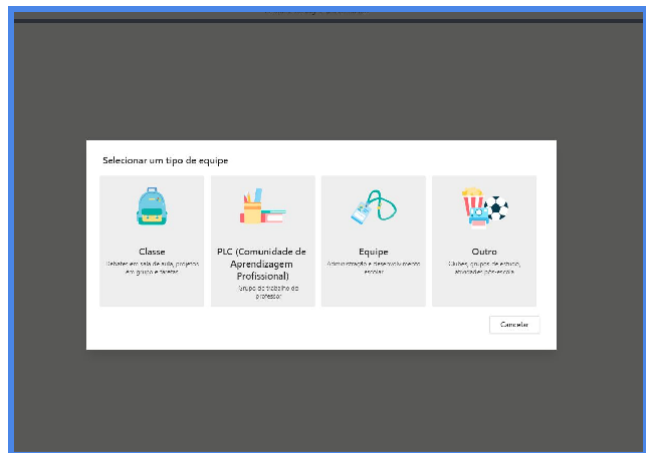 Selecionar um tipo de equipe
Classe
Debater em sala de aula, projetos
em grupo e tarefas
PLC (Comunidade de
Aprendizagem
Profissional)
Grupo de trabalho do
professor
Equipe
Administração e desenvolvimento
escolar
Outro
Clubes, grupos de estudo,
atividades pós-escola
Cancelar